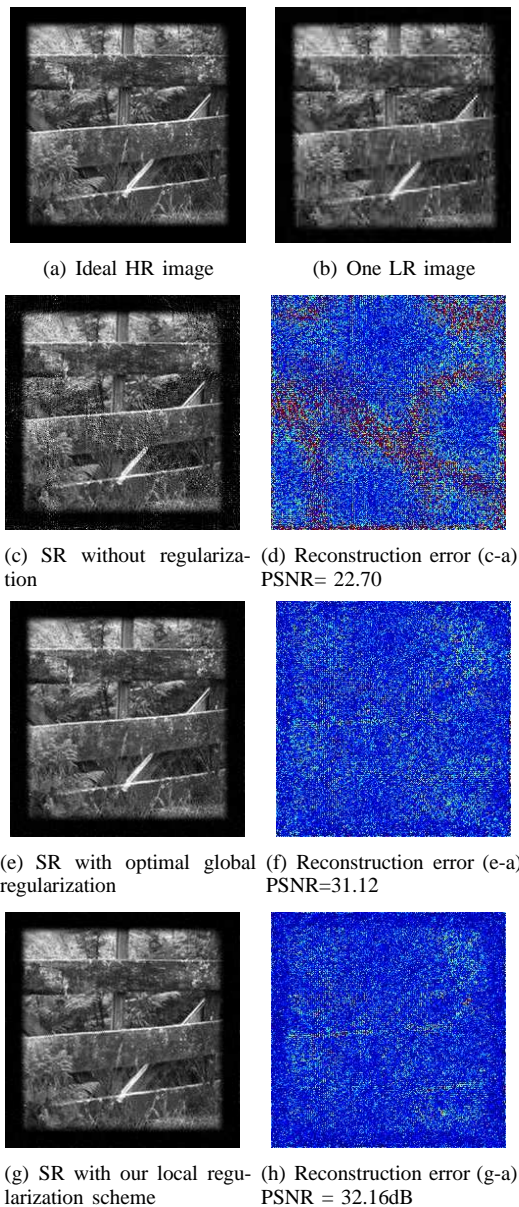 (a) Ideal HR image
(b) One LR image
(c) SR without regulariza-
tion
(d) Reconstruction error (c-a)
PSNR= 22.70
(e) SR with optimal global
regularization
(f) Reconstruction error (e-a)
PSNR=31.12
(g) SR with our local regu-
larization scheme
(h) Reconstruction error (g-a)
PSNR = 32.16dB